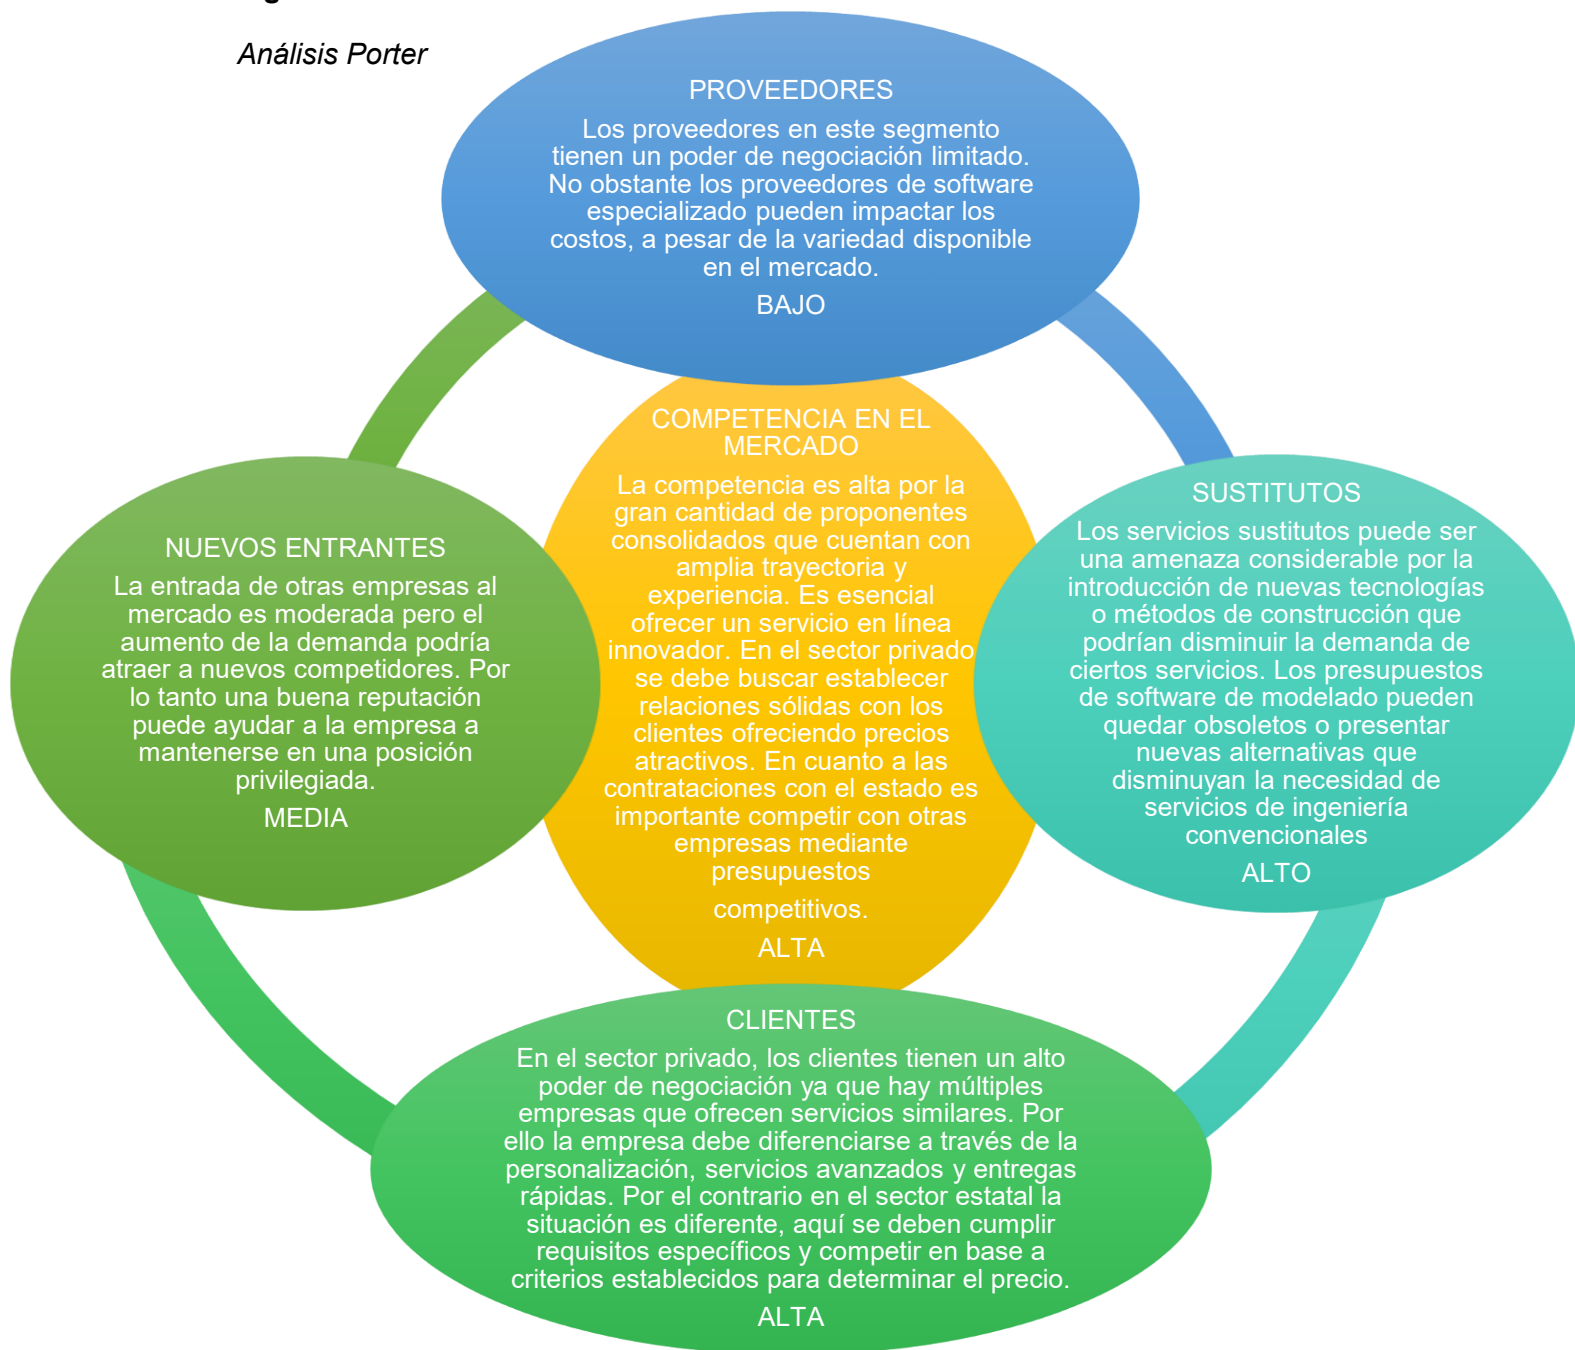 Análisis Porter
PROVEEDORES
Los proveedores en este segmento
tienen un poder de negociación limitado.
No obstante los proveedores de software
especializado pueden impactar los
costos, a pesar de la variedad disponible
en el mercado.
BAJO
COMPETENCIA EN EL
MERCADO
La competencia es alta por la
gran cantidad de proponentes
consolidados que cuentan con
amplia trayectoria y
experiencia. Es esencial
ofrecer un servicio en línea
innovador. En el sector privado
se debe buscar establecer
relaciones sólidas con los
clientes ofreciendo precios
atractivos. En cuanto a las
contrataciones con el estado es
importante competir con otras
empresas mediante
presupuestos
competitivos.
ALTA
NUEVOS ENTRANTES
La entrada de otras empresas al
mercado es moderada pero el
aumento de la demanda podría
atraer a nuevos competidores. Por
lo tanto una buena reputación
puede ayudar a la empresa a
mantenerse en una posición
privilegiada.
MEDIA
SUSTITUTOS
Los servicios sustitutos puede ser
una amenaza considerable por la
introducción de nuevas tecnologías
o métodos de construcción que
podrían disminuir la demanda de
ciertos servicios. Los presupuestos
de software de modelado pueden
quedar obsoletos o presentar
nuevas alternativas que
disminuyan la necesidad de
servicios de ingeniería
convencionales
ALTO
CLIENTES
En el sector privado, los clientes tienen un alto
poder de negociación ya que hay múltiples
empresas que ofrecen servicios similares. Por
ello la empresa debe diferenciarse a través de la
personalización, servicios avanzados y entregas
rápidas. Por el contrario en el sector estatal la
situación es diferente, aquí se deben cumplir
requisitos específicos y competir en base a
criterios establecidos para determinar el precio.
ALTA